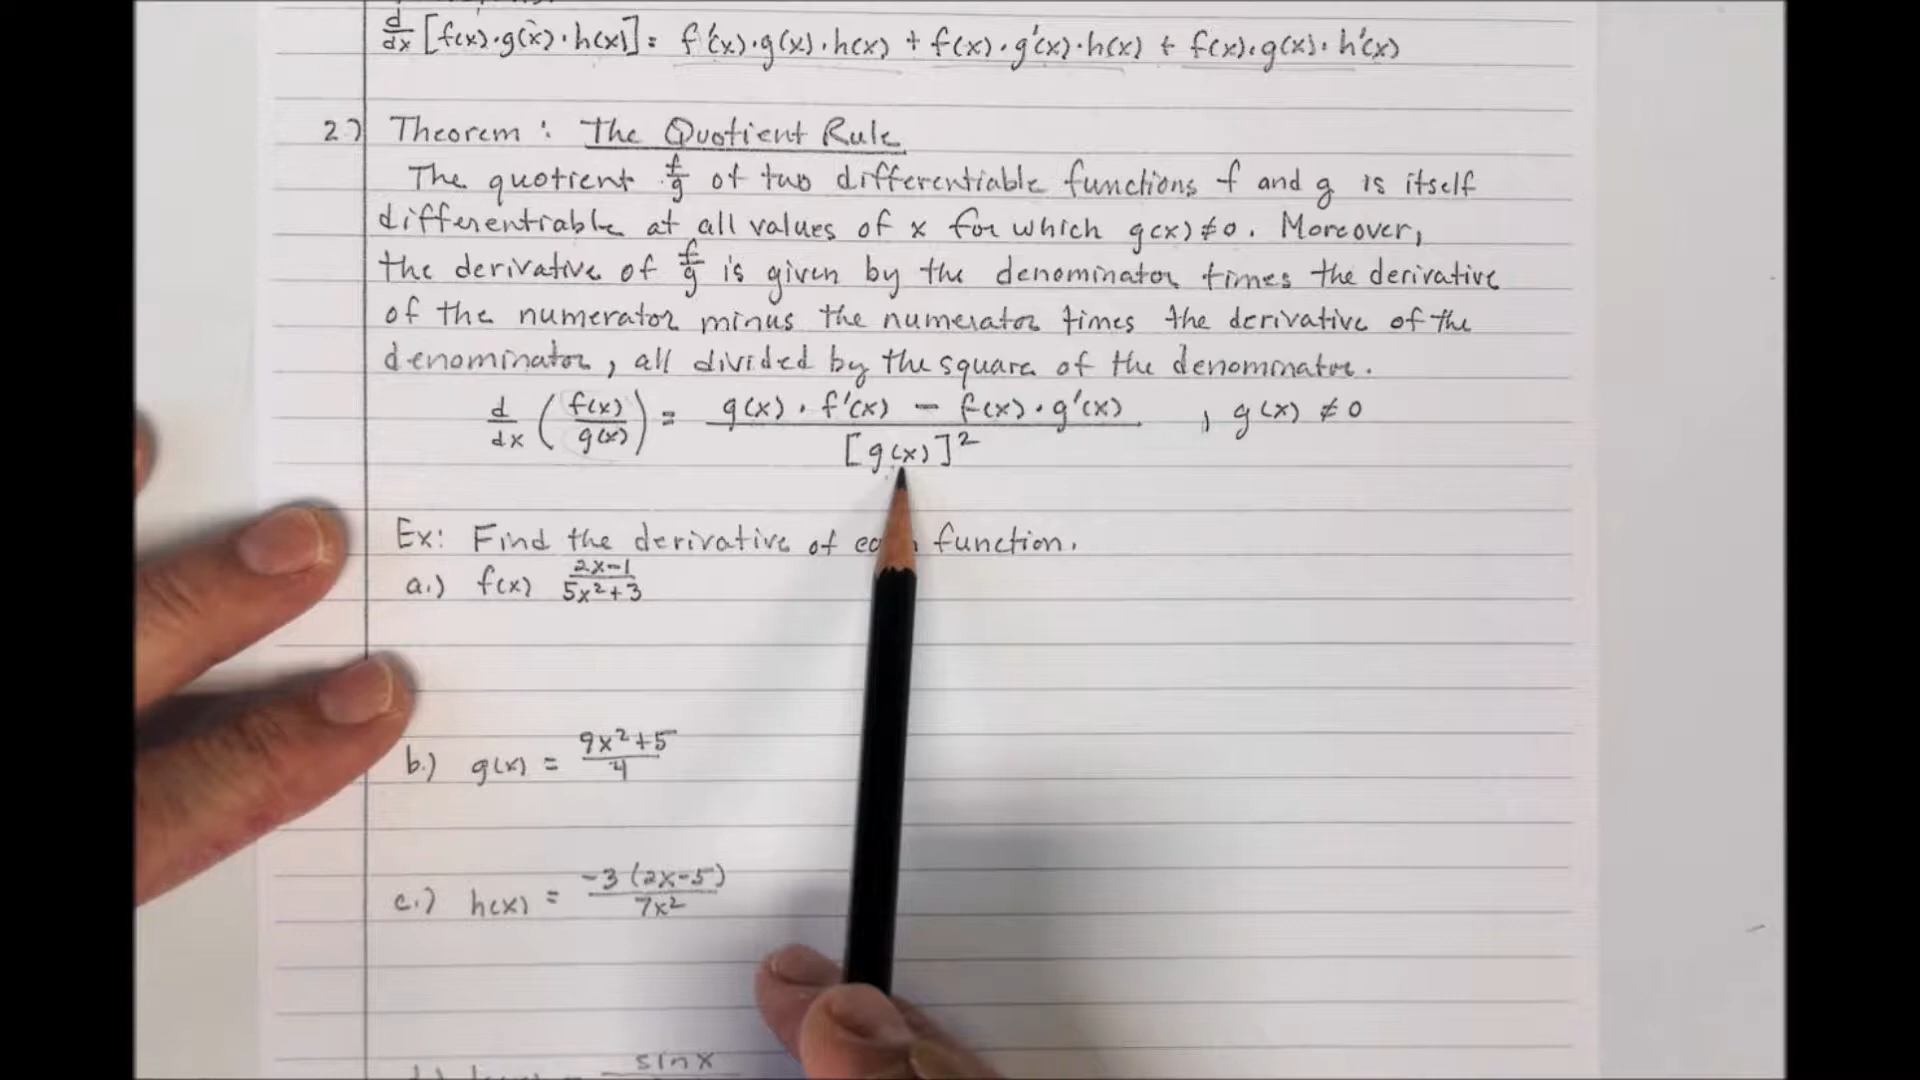 d/dx [f(x)·g(x)·h(x)] = f'(x)·g(x)·h(x) + f(x)·g'(x)·h(x) + f(x)·g(x)·h'(x)
2.) Theorem : The Quotient Rule
The quotient f/g of two differentiable functions f and g is itself
differentiable at all values of x for which g(x)≠0. Moreover,
the derivative of f/g is given by the denominator times the derivative
of the numerator minus the numerator times the derivative of the
denominator, all divided by the square of the denominator.
d/dx (f(x)/g(x)) = g(x)·f'(x) − f(x)·g'(x) / [g(x)]² , g(x) ≠ 0
Ex: Find the derivative of function.
a.) f(x) 2x-1/5x²+3
b.) g(x) = 9x²+5/4
c.) h(x) = -3(2x-5)/7x²
sinx